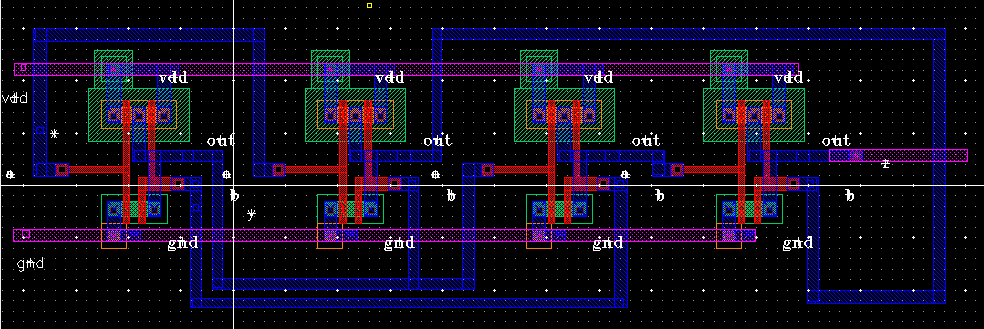 vdd vdd vdd vdd
vdd
x out out out out
z
a a a a
b b b b
y
gnd gnd gnd gnd
gnd